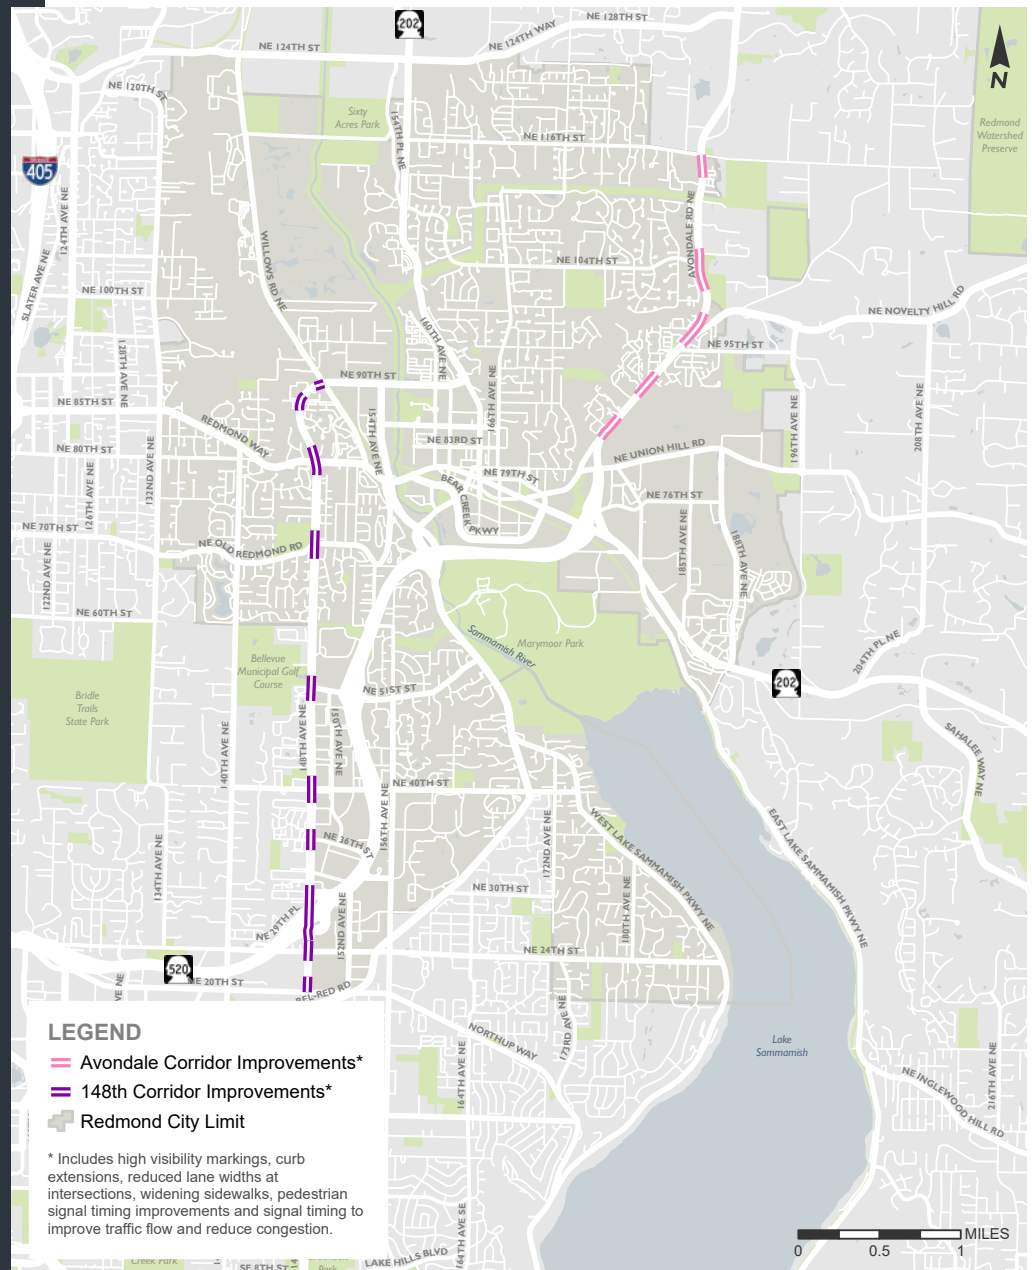 202
NE 128TH ST
NE 124TH WAY
NE 124TH ST
N
NE 120TH ST
Sixty
Acres Park
154TH PL NE
NE 116TH ST
Redmond
Watershed
Preserve
405
124TH AVE NE
WILLOWS RD NE
AVONDALE RD NE
SLATER AVE NE
NE 104TH ST
NE 100TH ST
NE NOVELTY HILL RD
128TH AVE NE
160TH AVE NE
NE 95TH ST
NE 90TH ST
166TH AVE NE
208TH AVE NE
196TH AVE NE
NE 85TH ST
REDMOND WAY
154TH AVE NE
NE 83RD ST
NE UNION HILL RD
NE 80TH ST
132ND AVE NE
126TH AVE NE
NE 79TH ST
BEAR CREEK PKWY
NE 76TH ST
NE 70TH ST
185TH AVE NE
188TH AVE NE
NE OLD REDMOND RD
122ND AVE NE
NE 60TH ST
Sammamish River
Marymoor Park
204TH PL NE
Bellevue
Municipal Golf
Course
202
NE 51ST ST
Bridle
Trails
State Park
148TH AVE NE
150TH AVE NE
140TH AVE NE
SAHALEE WAY NE
NE 40TH ST
156TH AVE NE
WEST LAKE SAMMAMISH PKWY NE
EAST LAKE SAMMAMISH PKWY NE
172ND AVE NE
NE 36TH ST
134TH AVE NE
NE 30TH ST
180TH AVE NE
NE 29TH PL
152ND AVE NE
NE 24TH ST
520
NE 20TH ST
VE NE
BEL-RED RD
173RD AVE NE
NORTHUP WAY
Lake
Sammamish
164TH AVE NE
216TH AVE NE
NE INGLEWOOD HILL RD
LEGEND
Avondale Corridor Improvements*
148th Corridor Improvements*
Redmond City Limit
* Includes high visibility markings, curb
extensions, reduced lane widths at
intersections, widening sidewalks, pedestrian
signal timing improvements and signal timing to
improve traffic flow and reduce congestion.
164TH AVE SE
LAKE HILLS BLVD
Creek Park
SE 8TH ST
Park
MILES
0 0.5 1